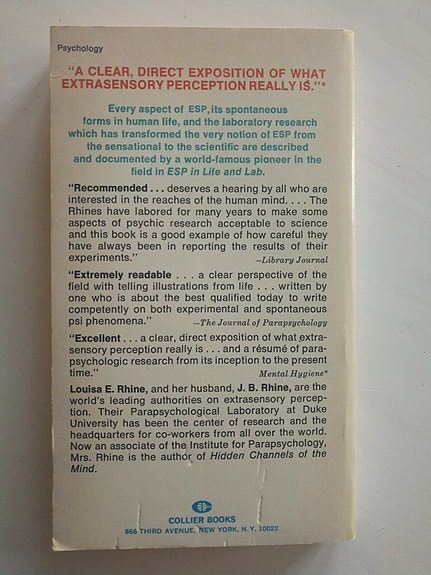 Psychology
"A CLEAR, DIRECT EXPOSITION OF WHAT
EXTRASENSORY PERCEPTION REALLY IS."*
Every aspect of ESP, its spontaneous
forms in human life, and the laboratory research
which has transformed the very notion of ESP from
the sensational to the scientific are described
and documented by a world-famous pioneer in the
field in ESP in Life and Lab.
"Recommended . . . deserves a hearing by all who are
interested in the reaches of the human mind. . . . The
Rhines have labored for many years to make some
aspects of psychic research acceptable to science
and this book is a good example of how careful they
have always been in reporting the results of their
experiments." —Library Journal
"Extremely readable . . . a clear perspective of the
field with telling illustrations from life . . . written by
one who is about the best qualified today to write
competently on both experimental and spontaneous
psi phenomena." —The Journal of Parapsychology
"Excellent . . . a clear, direct exposition of what extra-
sensory perception really is . . . and a résumé of para-
psychologic research from its inception to the present
time." Mental Hygiene*
Louisa E. Rhine, and her husband, J. B. Rhine, are the
world's leading authorities on extrasensory percep-
tion. Their Parapsychological Laboratory at Duke
University has been the center of research and the
headquarters for co-workers from all over the world.
Now an associate of the Institute for Parapsychology,
Mrs. Rhine is the author of Hidden Channels of the
Mind.
COLLIER BOOKS
866 THIRD AVENUE, NEW YORK, N. Y. 10022